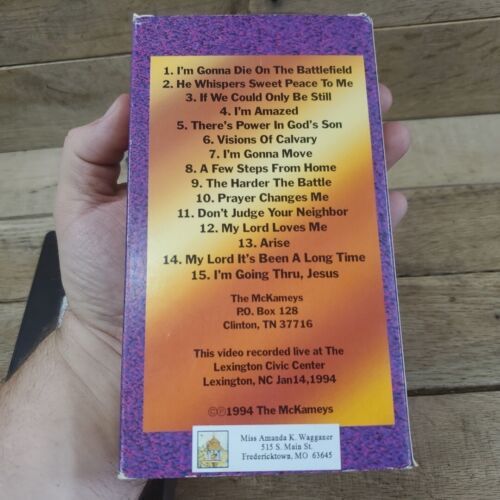 1. I'm Gonna Die On The Battlefield
2. He Whispers Sweet Peace To Me
3. If We Could Only Be Still
4. I'm Amazed
5. There's Power In God's Son
6. Visions Of Calvary
7. I'm Gonna Move
8. A Few Steps From Home
9. The Harder The Battle
10. Prayer Changes Me
11. Don't Judge Your Neighbor
12. My Lord Loves Me
13. Arise
14. My Lord It's Been A Long Time
15. I'm Going Thru, Jesus
The McKameys
P.O. Box 128
Clinton, TN 37716
This video recorded live at The
Lexington Civic Center
Lexington, NC Jan14,1994
©℗1994 The McKameys
Miss Amanda K. Wagganer
515 S. Main St.
Fredericktown, MO 63645